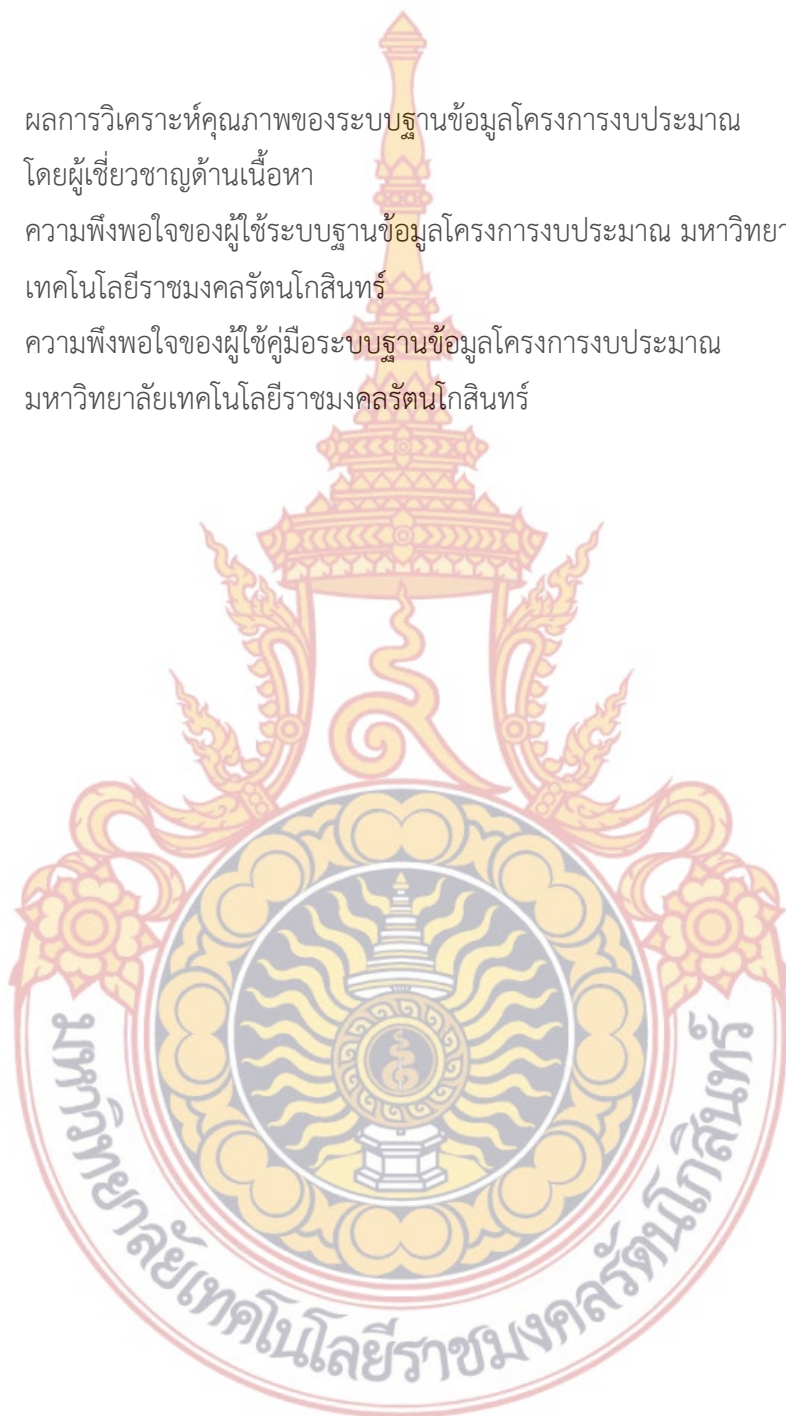 ผลการวิเคราะห์คุณภาพของระบบฐานข้อมูลโครงการงบประมาณ
โดยผู้เชี่ยวชาญด้านเนื้อหา
ความพึงพอใจของผู้ใช้ระบบฐานข้อมูลโครงการงบประมาณ มหาวิทยา
เทคโนโลยีราชมงคลรัตนโกสินทร์
ความพึงพอใจของผู้ใช้คู่มือระบบฐานข้อมูลโครงการงบประมาณ
มหาวิทยาลัยเทคโนโลยีราชมงคลรัตนโกสินทร์
มหาวิทยาลัยเทคโนโลยีราชมงคลรัตนโกสินทร์